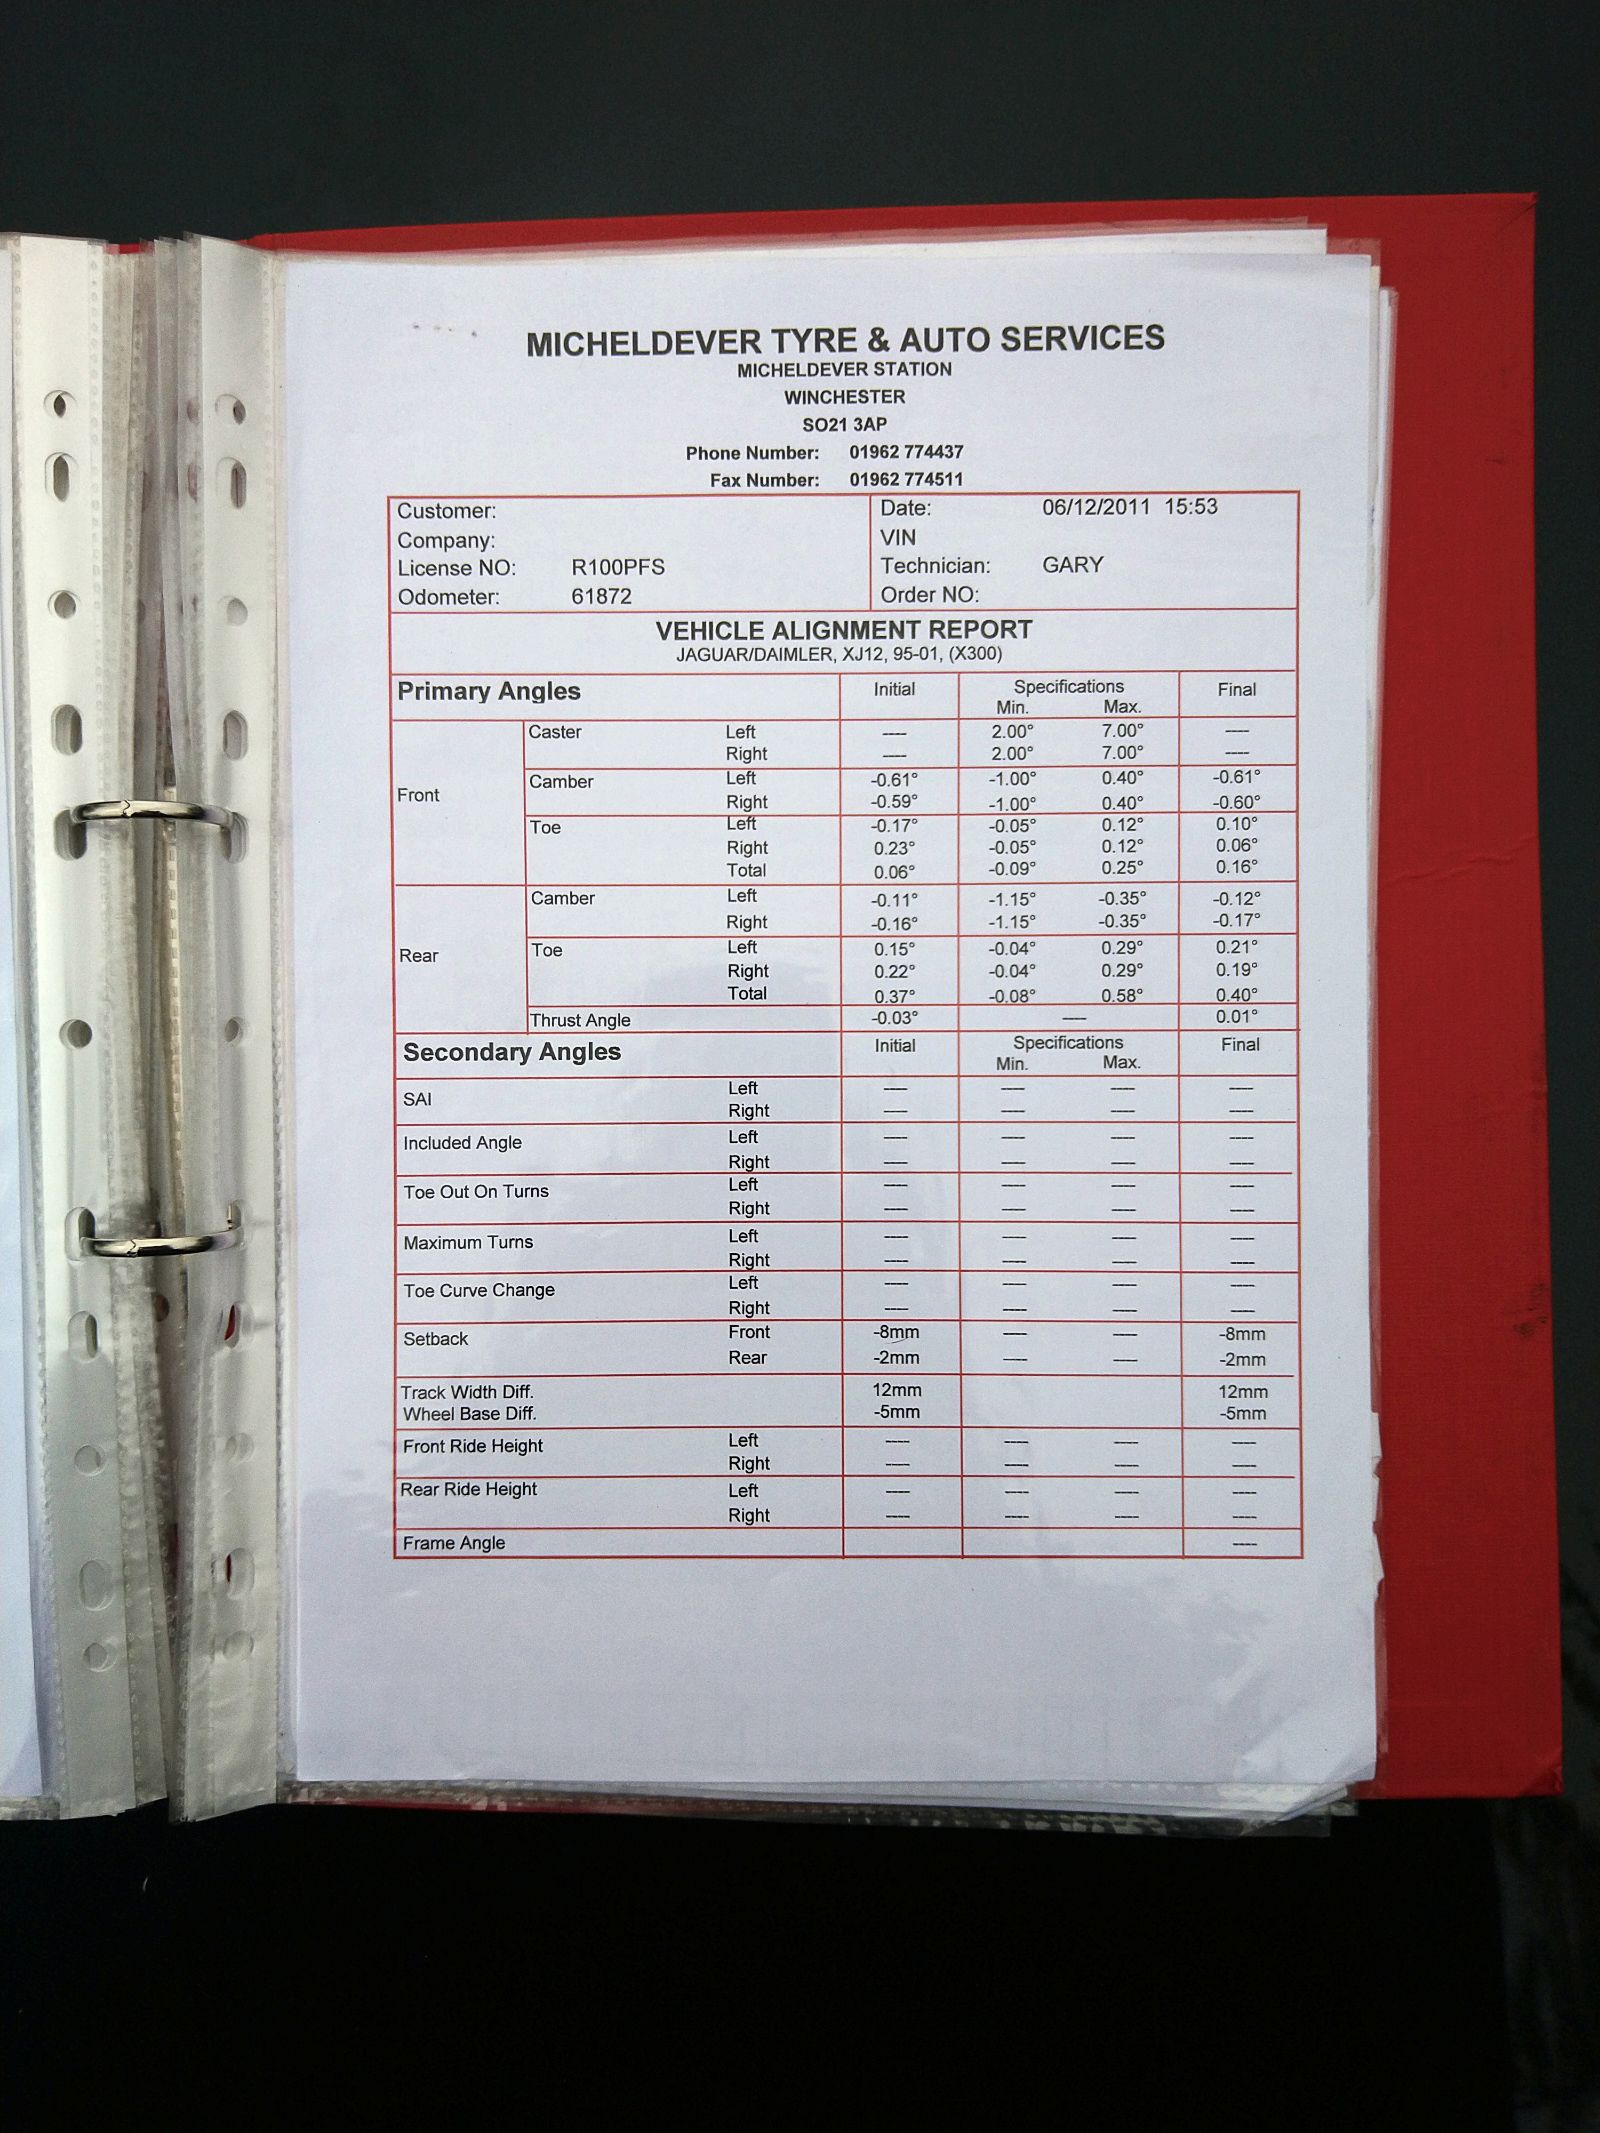 MICHELDEVER TYRE & AUTO SERVICES
MICHELDEVER STATION
WINCHESTER
SO21 3AP
Phone Number: 01962 774437
Fax Number: 01962 774511
Customer: Date: 06/12/2011 15:53
Company: VIN
License NO: R100PFS Technician: GARY
Odometer: 61872 Order NO:
VEHICLE ALIGNMENT REPORT
JAGUAR/DAIMLER, XJ12, 95-01, (X300)
Primary Angles Initial Specifications Final
Min. Max.
Front Caster Left ---- 2.00° 7.00° ----
Right ---- 2.00° 7.00° ----
Camber Left -0.61° -1.00° 0.40° -0.61°
Right -0.59° -1.00° 0.40° -0.60°
Toe Left -0.17° -0.05° 0.12° 0.10°
Right 0.23° -0.05° 0.12° 0.06°
Total 0.06° -0.09° 0.25° 0.16°
Rear Camber Left -0.11° -1.15° -0.35° -0.12°
Right -0.16° -1.15° -0.35° -0.17°
Toe Left 0.15° -0.04° 0.29° 0.21°
Right 0.22° -0.04° 0.29° 0.19°
Total 0.37° -0.08° 0.58° 0.40°
Thrust Angle -0.03° ---- 0.01°
Secondary Angles Initial Specifications Final
Min. Max.
SAI Left ---- ---- ---- ----
Right ---- ---- ---- ----
Included Angle Left ---- ---- ---- ----
Right ---- ---- ---- ----
Toe Out On Turns Left ---- ---- ---- ----
Right ---- ---- ---- ----
Maximum Turns Left ---- ---- ---- ----
Right ---- ---- ---- ----
Toe Curve Change Left ---- ---- ---- ----
Right ---- ---- ---- ----
Setback Front -8mm ---- ---- -8mm
Rear -2mm ---- ---- -2mm
Track Width Diff. 12mm 12mm
Wheel Base Diff. -5mm -5mm
Front Ride Height Left ---- ---- ---- ----
Right ---- ---- ---- ----
Rear Ride Height Left ---- ---- ---- ----
Right ---- ---- ---- ----
Frame Angle ----